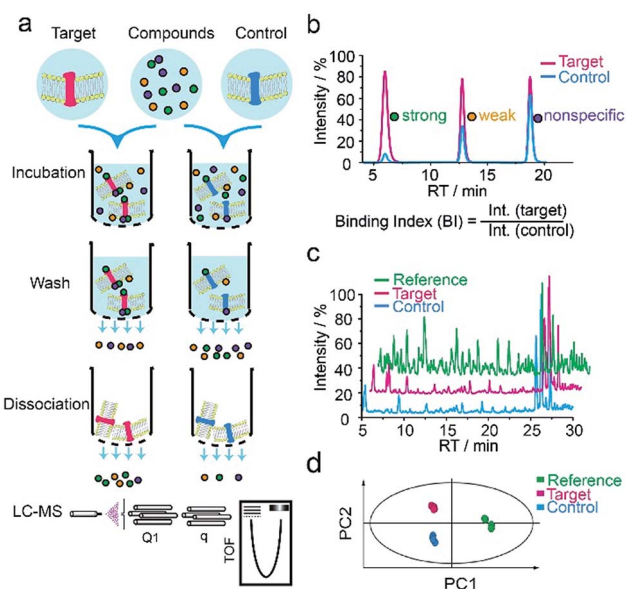 a
Target Compounds Control
Incubation
Wash
Dissociation
LC-MS
Q1 q TOF
b
Intensity / %
100
80
60
40
20
0
Target
Control
strong weak nonspecific
5 10 15 20
RT / min
Binding Index (BI) = Int. (target)
Int. (control)
c
Intensity / %
100
80
60
40
20
0
Reference
Target
Control
5 10 15 20 25 30
RT / min
d
PC2
Reference
Target
Control
PC1